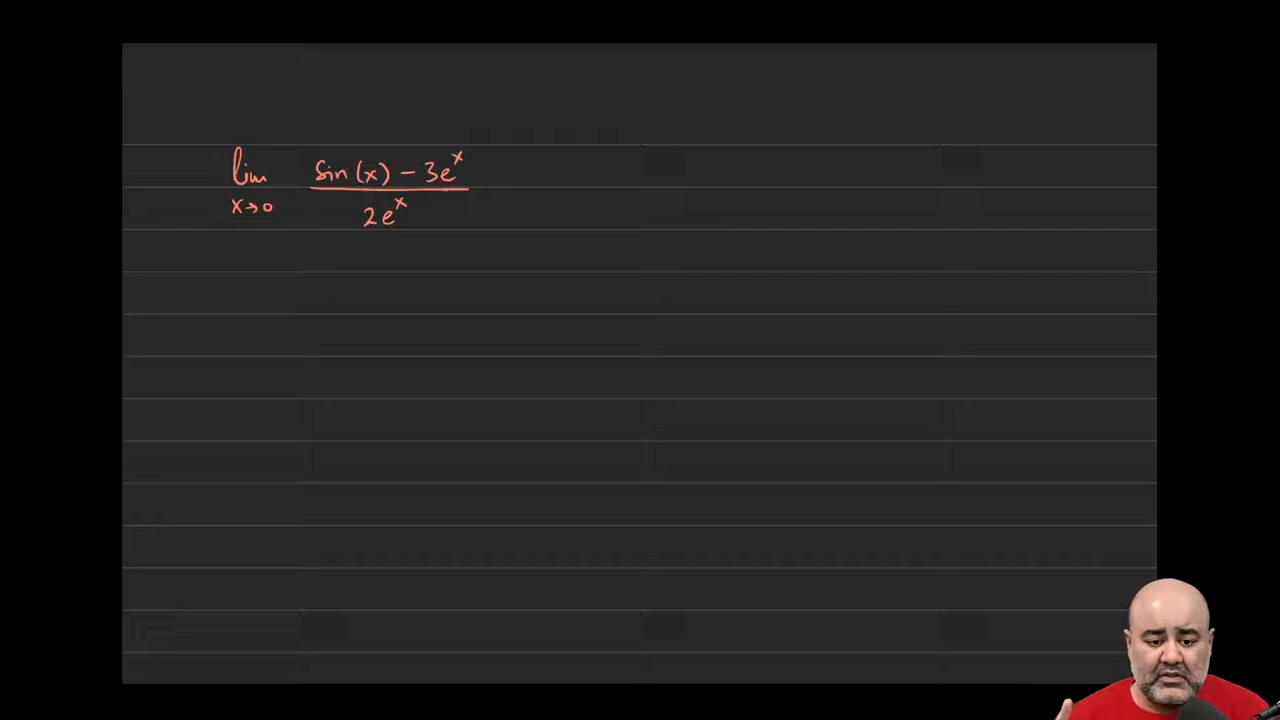 lim x→0 (sin(x) − 3e^x) / (2e^x)